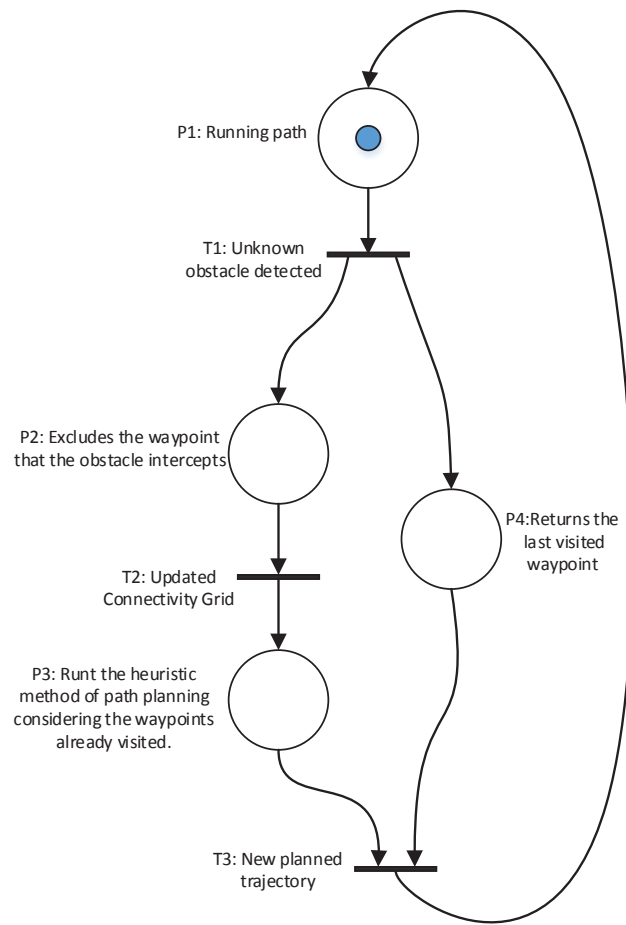 P1: Running path
T1: Unknown
obstacle detected
P2: Excludes the waypoint
that the obstacle intercepts
P4:Returns the
last visited
waypoint
T2: Updated
Connectivity Grid
P3: Runt the heuristic
method of path planning
considering the waypoints
already visited.
T3: New planned
trajectory